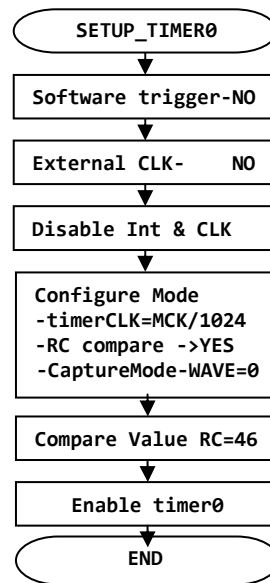 SETUP_TIMER0
Software trigger-NO
External CLK- NO
Disable Int & CLK
Configure Mode
-timerCLK=MCK/1024
-RC compare ->YES
-CaptureMode-WAVE=0
Compare Value RC=46
Enable timer0
END